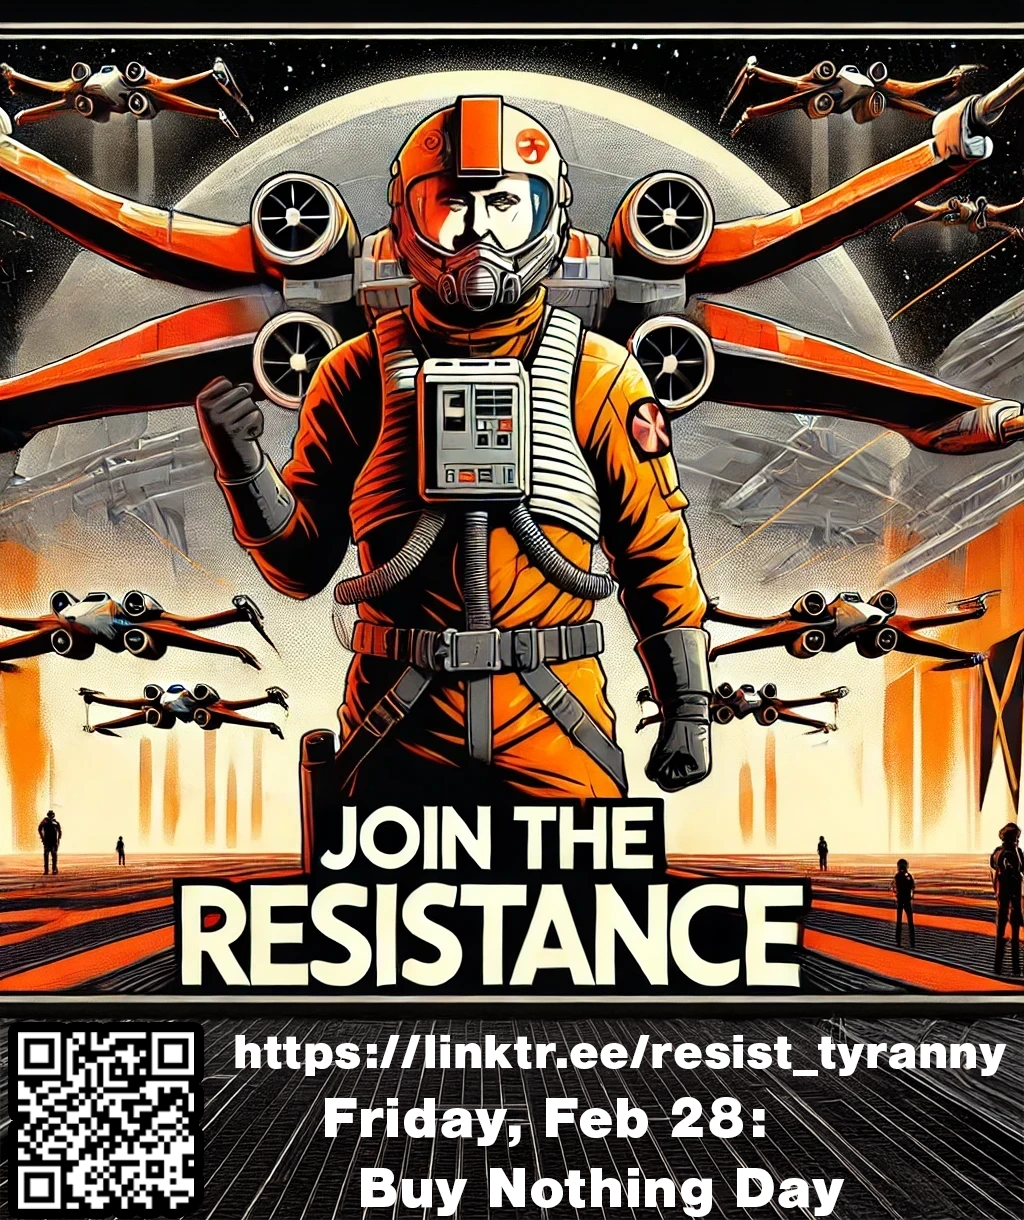 JOIN THE
RESISTANCE
https://linktr.ee/resist_tyranny
Friday, Feb 28:
Buy Nothing Day